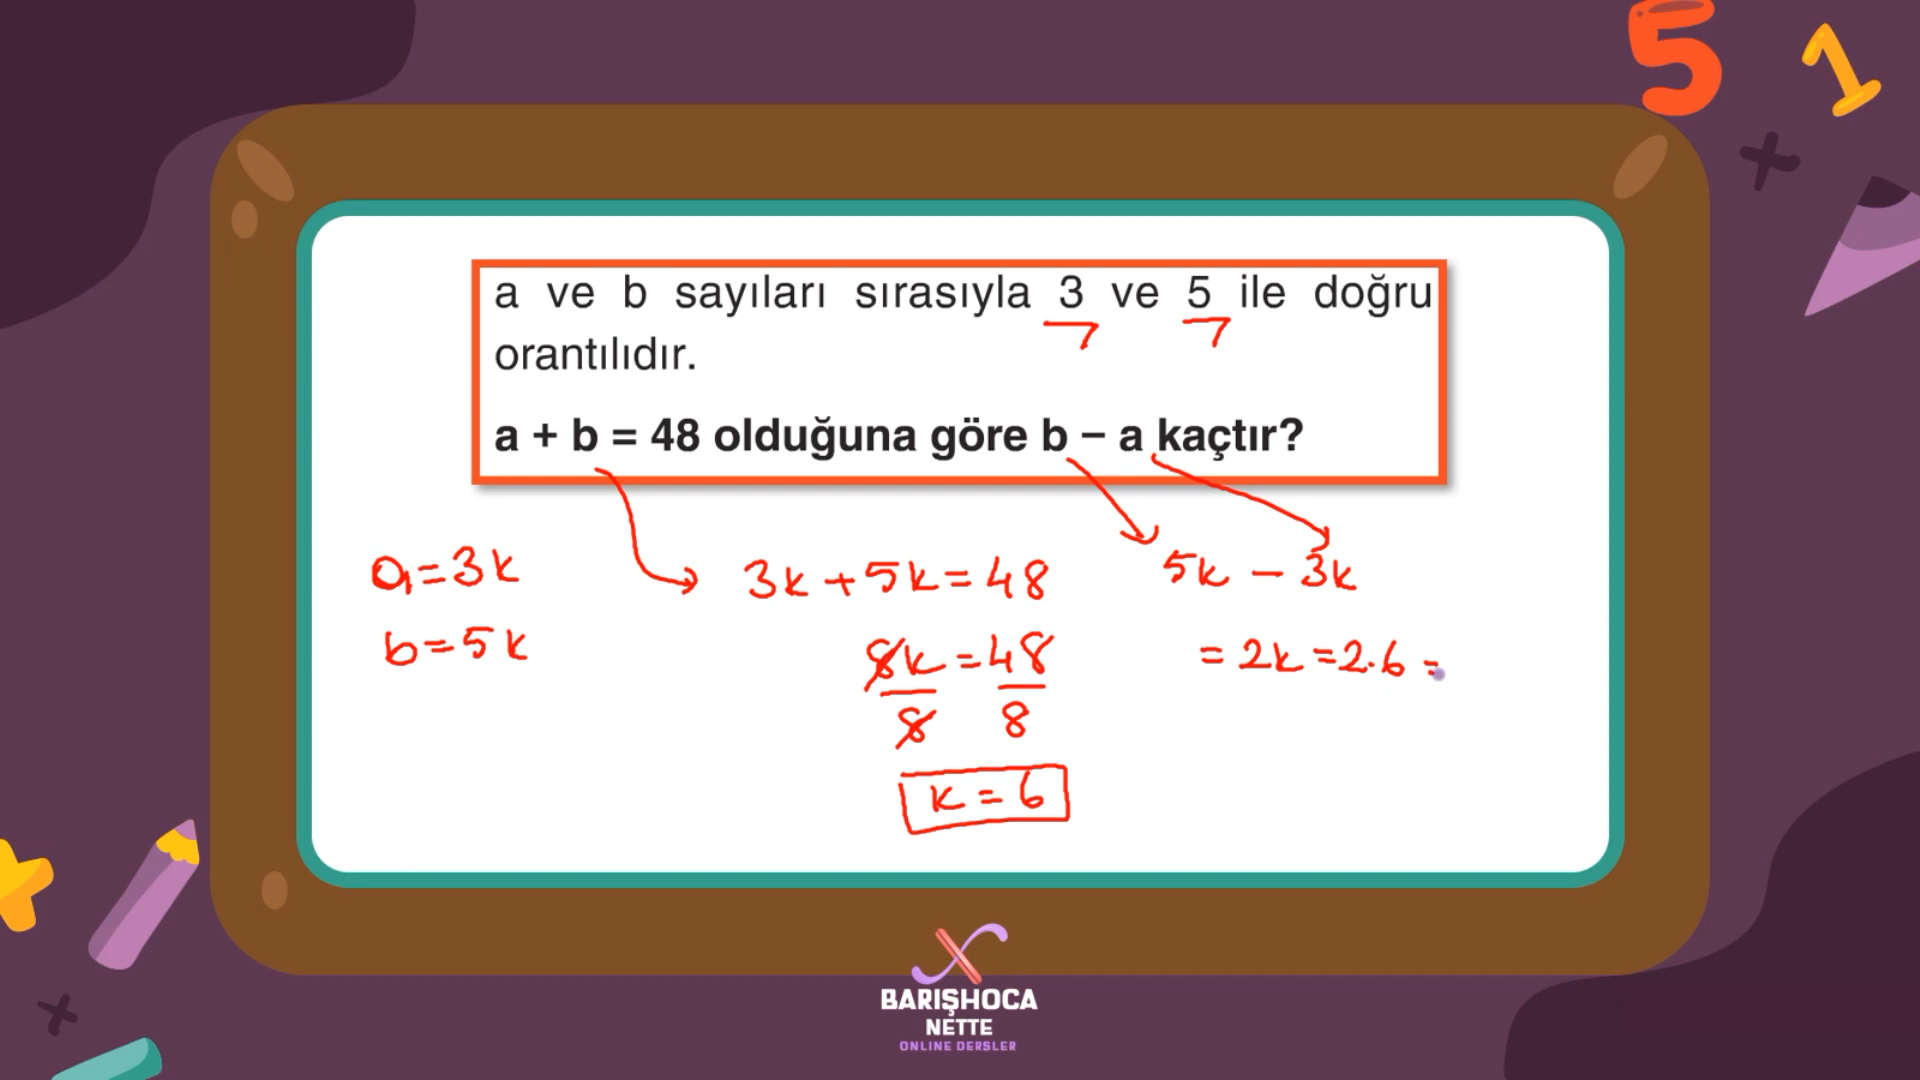 5 1
a ve b sayıları sırasıyla 3 ve 5 ile doğru
orantılıdır.
a + b = 48 olduğuna göre b – a kaçtır?
a=3k
b=5k
3k+5k=48
8k=48
8 8
k=6
5k – 3k
=2k=2.6=
BARIŞHOCA
NETTE
ONLINE DERSLER